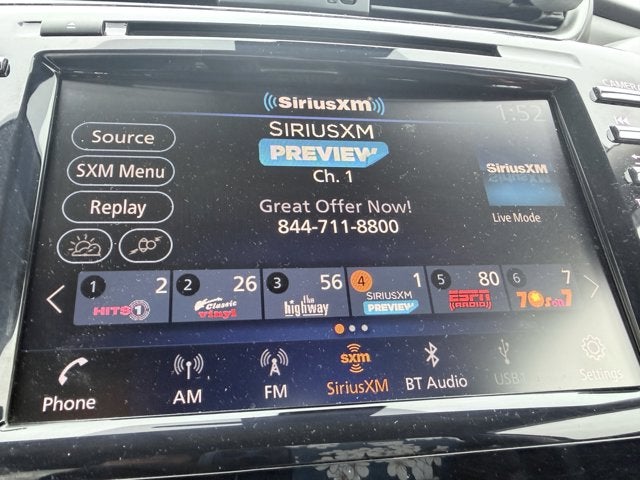 SiriusXM
1:52
Source
SXM Menu
Replay
SIRIUSXM
PREVIEW
Ch. 1
Great Offer Now!
844-711-8800
SiriusXM
Live Mode
1 2 HITS 1
2 26 Classic vinyl
3 56 the highway
4 1 SIRIUSXM PREVIEW
5 80 ESPN RADIO
6 7 70s on 7
Phone
AM
FM
sxm
SiriusXM
BT Audio
USB
Settings